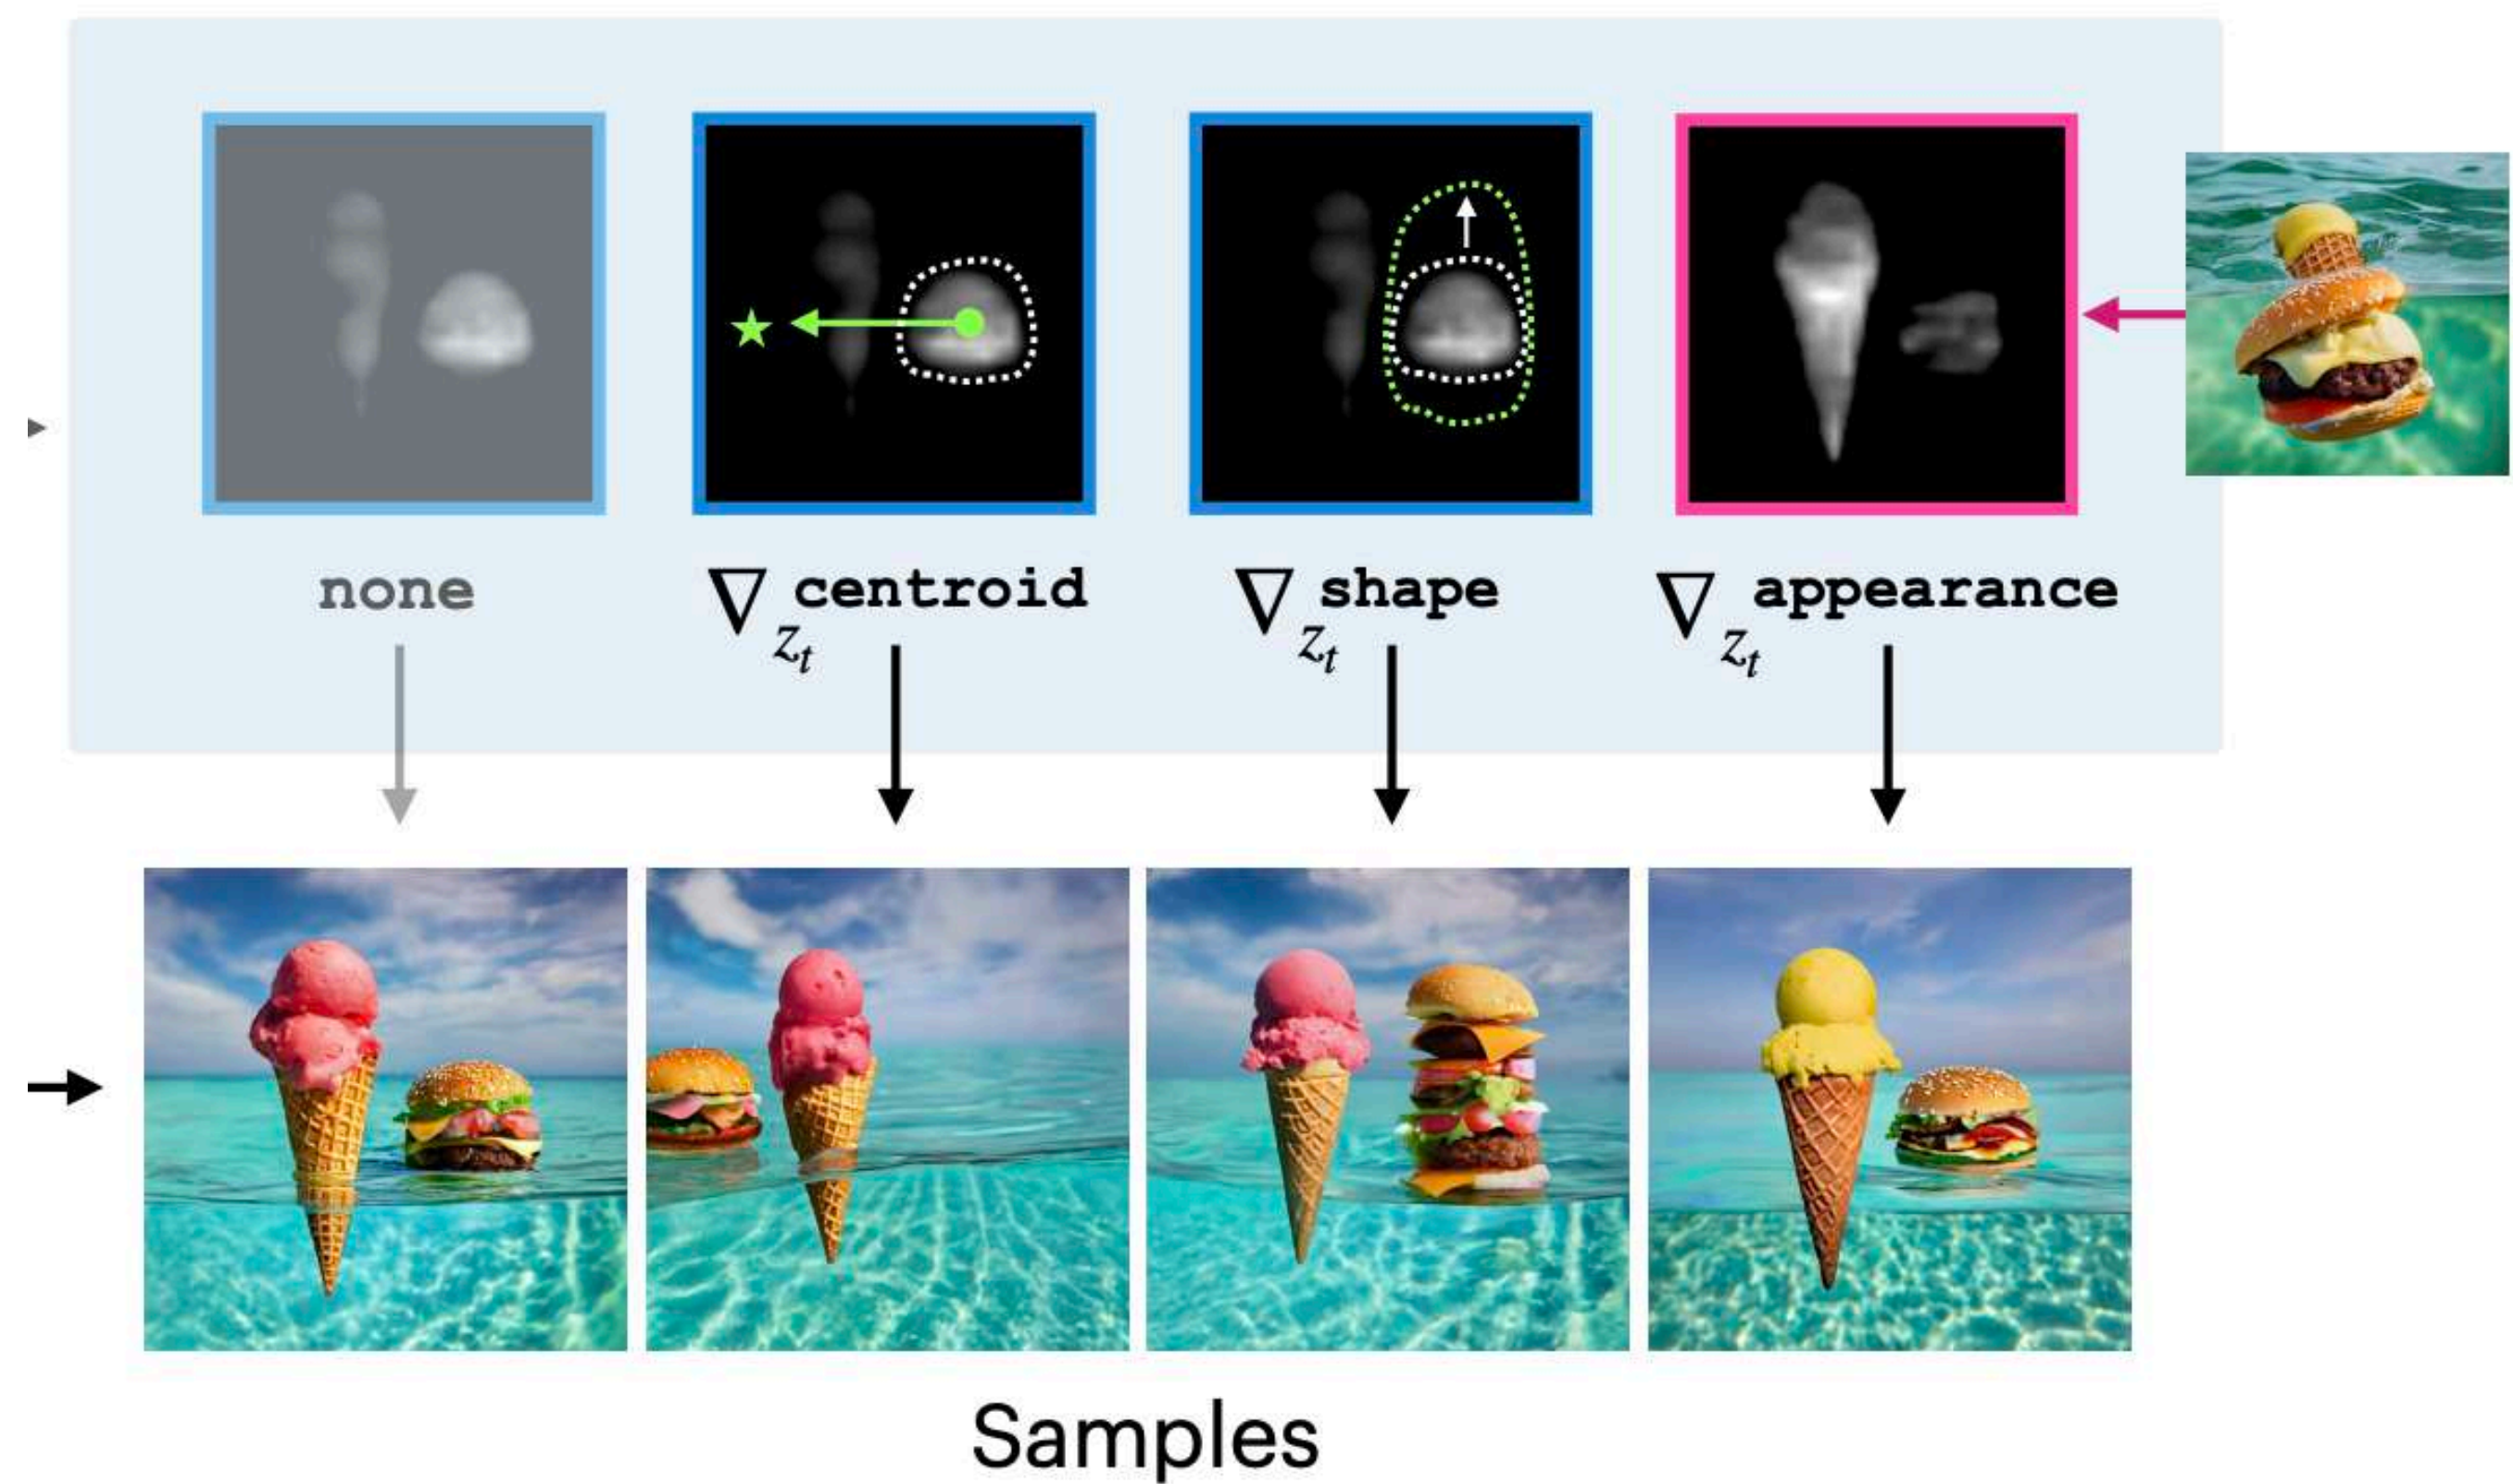 none
∇zt centroid
∇zt shape
∇zt appearance
Samples